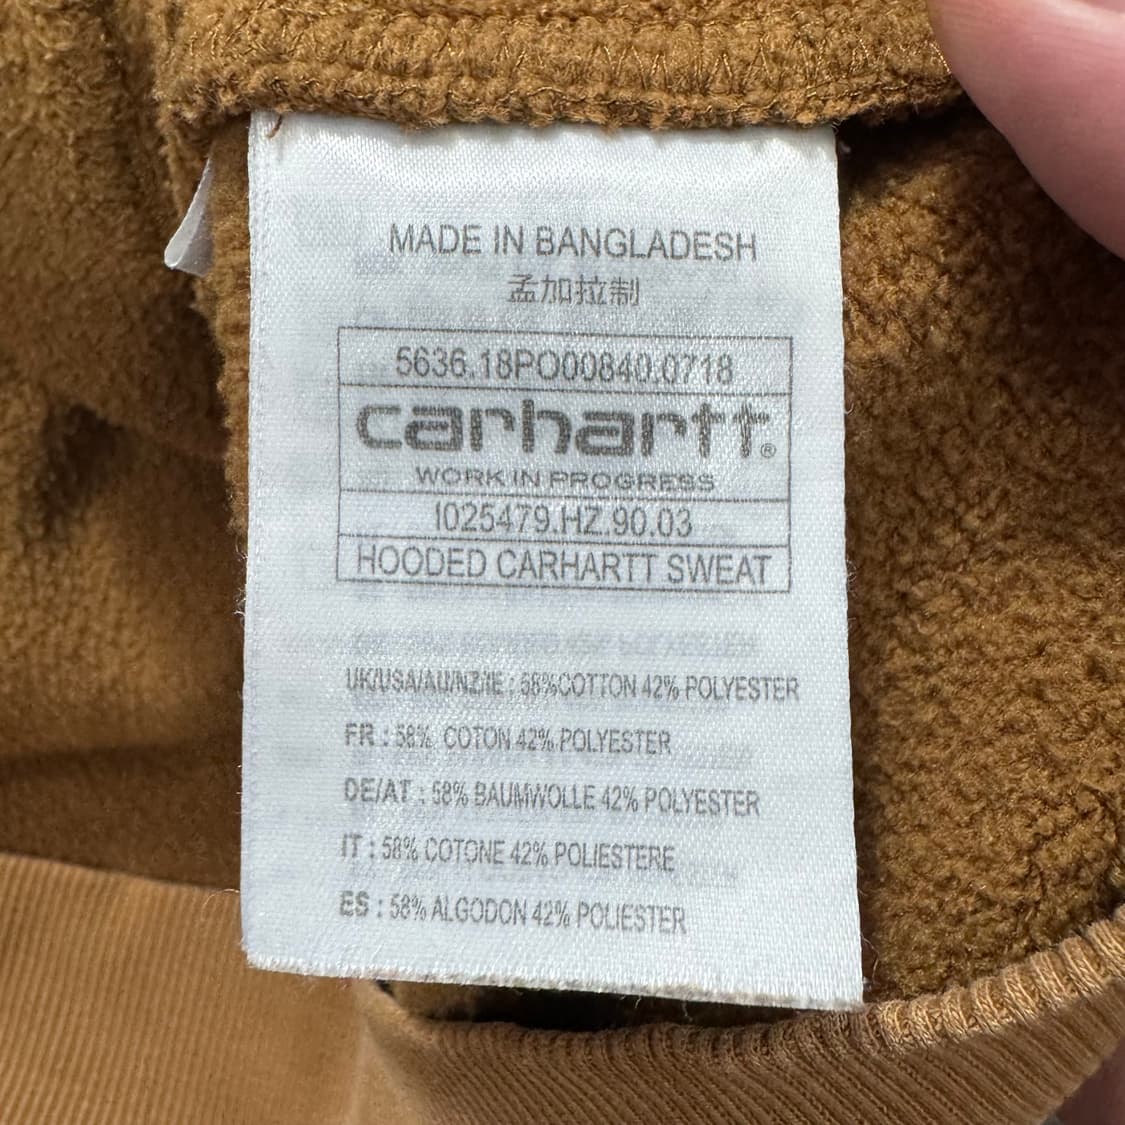 MADE IN BANGLADESH
孟加拉制
5636.18PO00840.0718
carhartt®
WORK IN PROGRESS
I025479.HZ.90.03
HOODED CARHARTT SWEAT
UK/USA/AU/NZ/IE : 58%COTTON 42% POLYESTER
FR : 58% COTON 42% POLYESTER
DE/AT : 58% BAUMWOLLE 42% POLYESTER
IT : 58% COTONE 42% POLIESTERE
ES : 58% ALGODON 42% POLIESTER